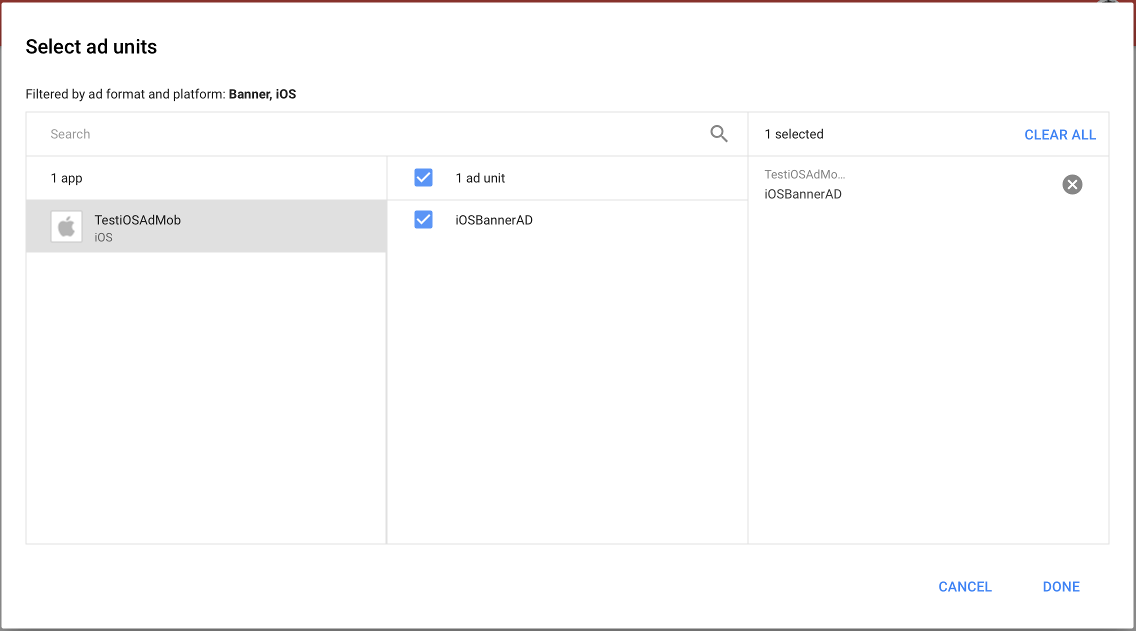 Select ad units
Filtered by ad format and platform: Banner, iOS
Search
1 selected
CLEAR ALL
1 app
1 ad unit
TestiOSAdMo...
iOSBannerAD
TestiOSAdMob
iOS
iOSBannerAD
CANCEL
DONE